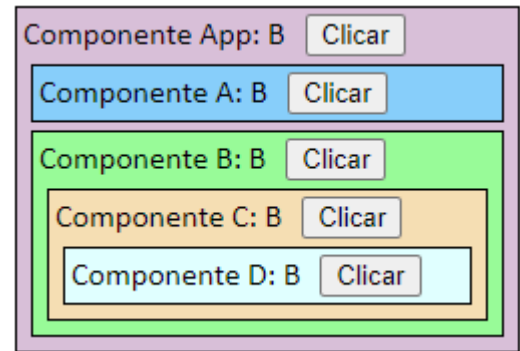 Componente App: B Clicar
Componente A: B Clicar
Componente B: B Clicar
Componente C: B Clicar
Componente D: B Clicar